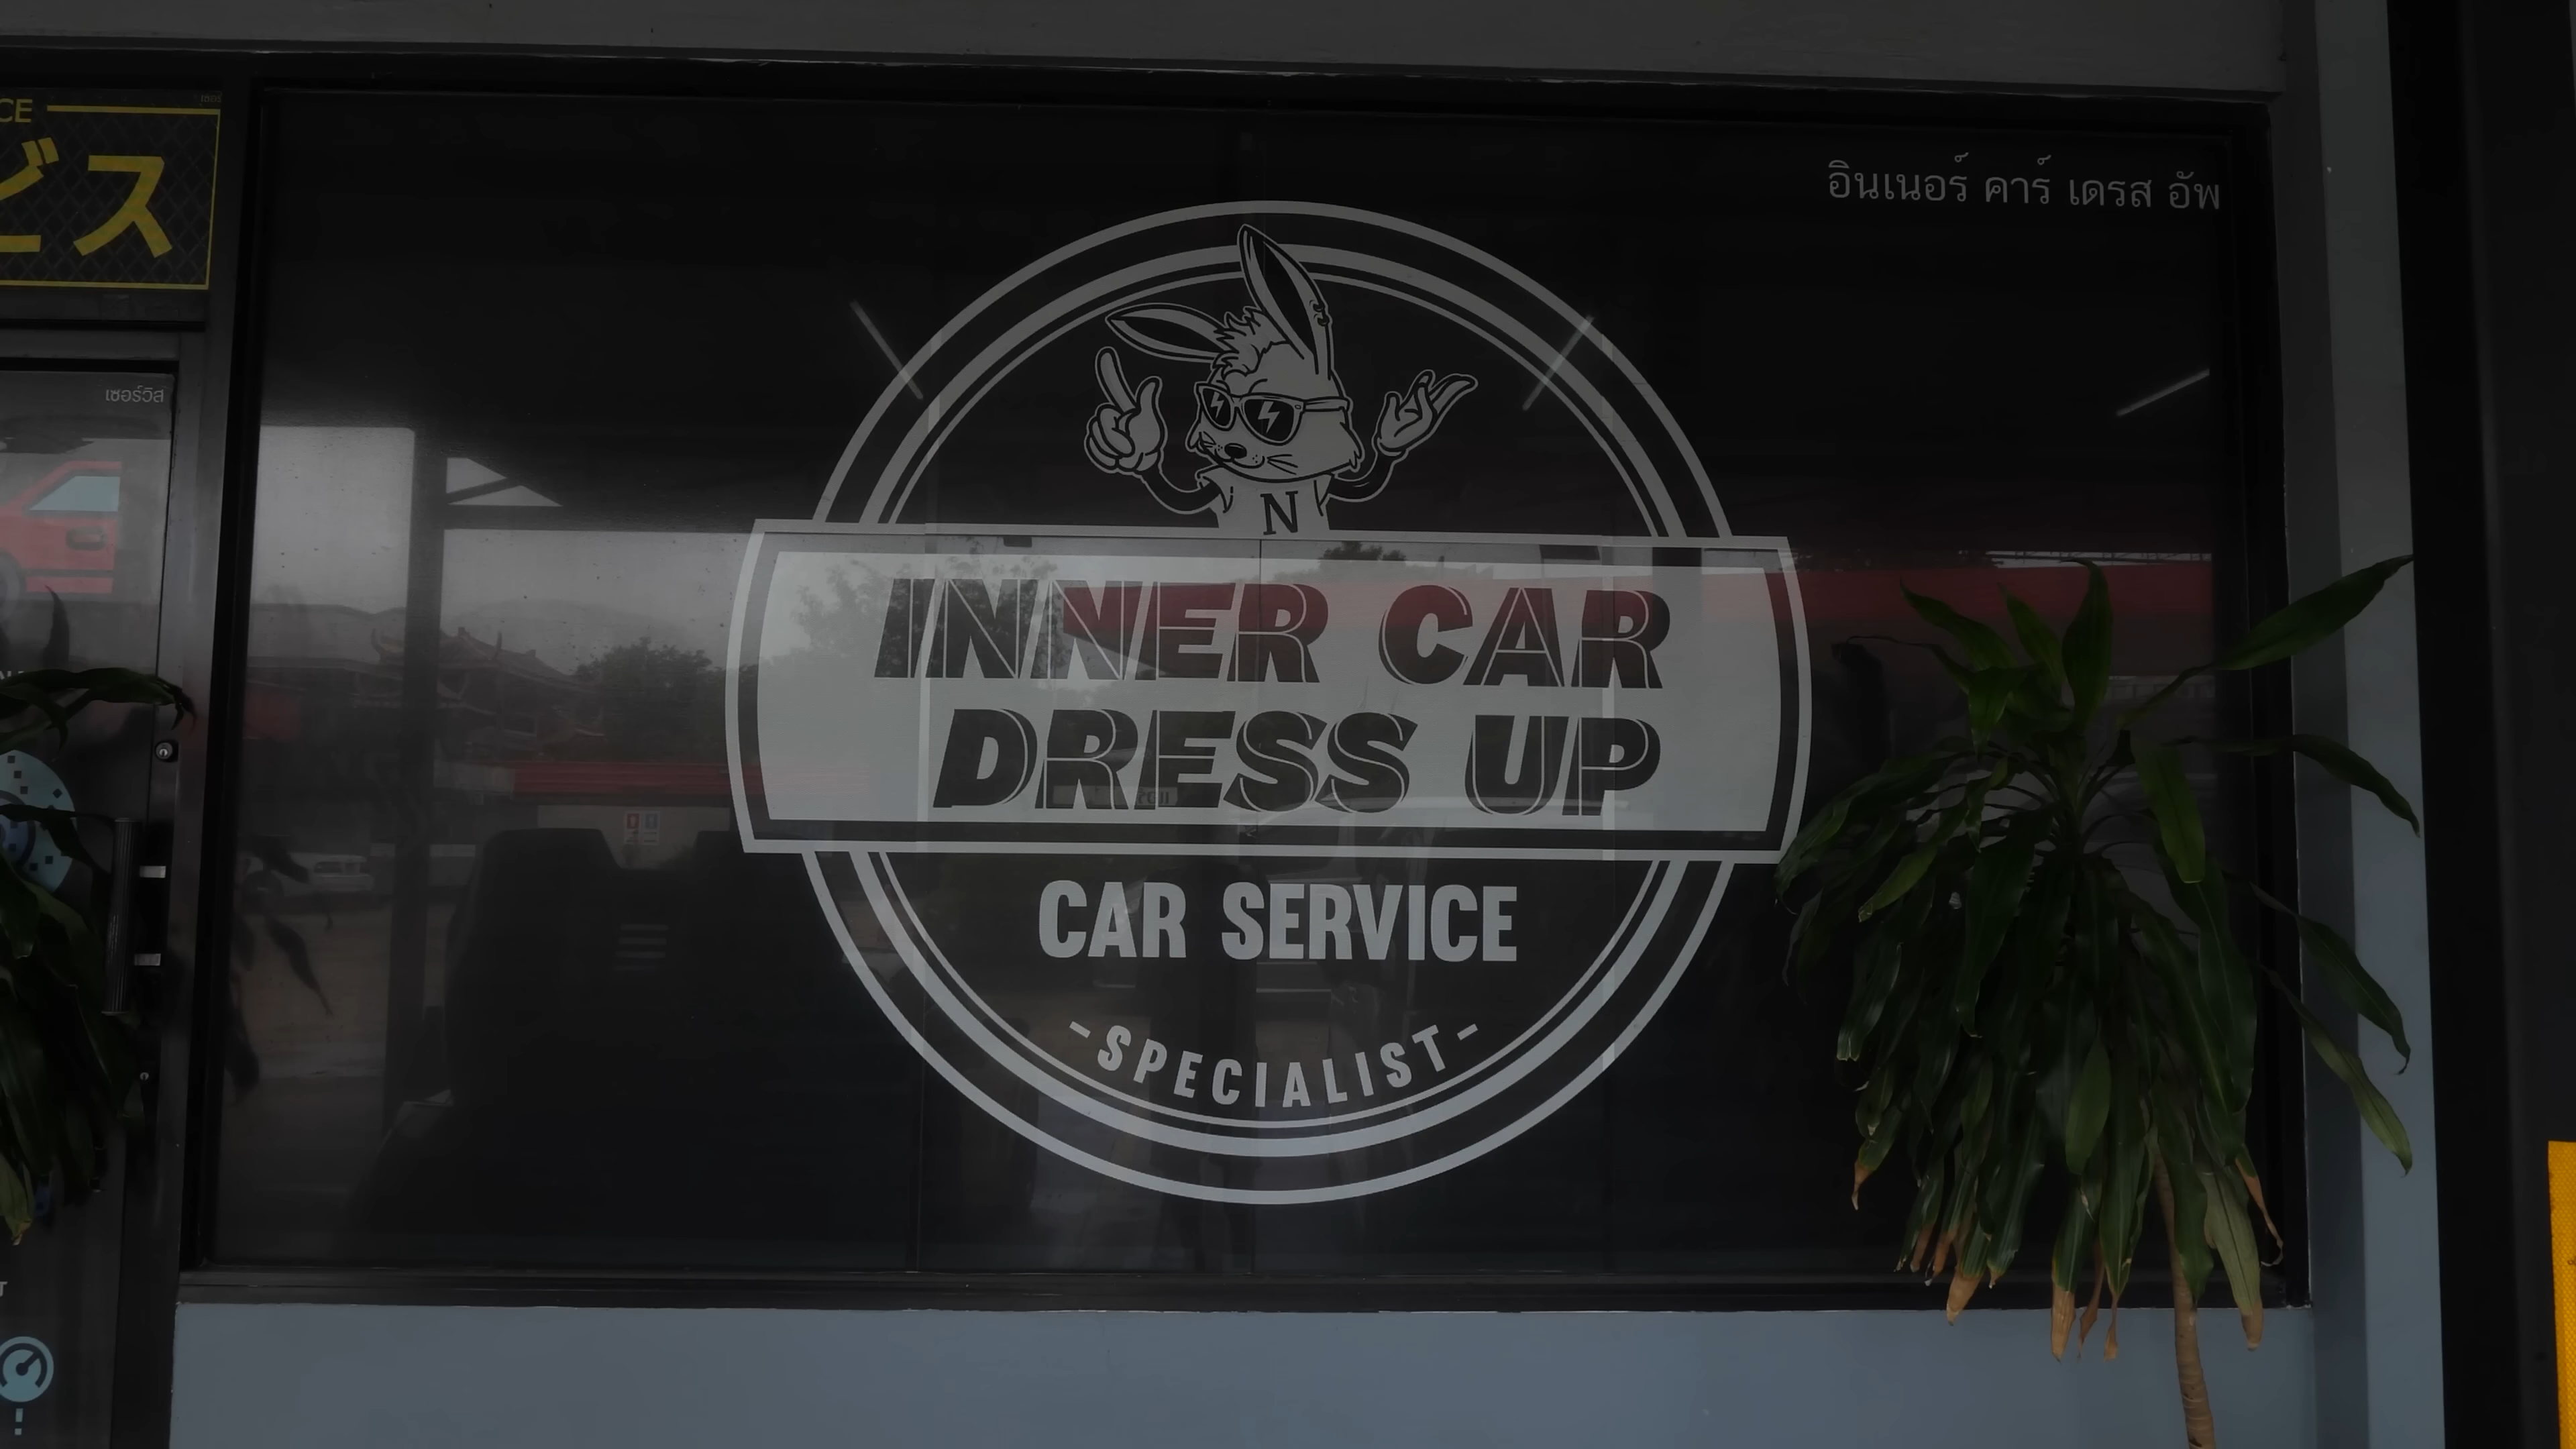 CE
ビス
เซอร์วิส
อินเนอร์ คาร์ เดรส อัพ
N
INNER CAR
DRESS UP
CAR SERVICE
-SPECIALIST-